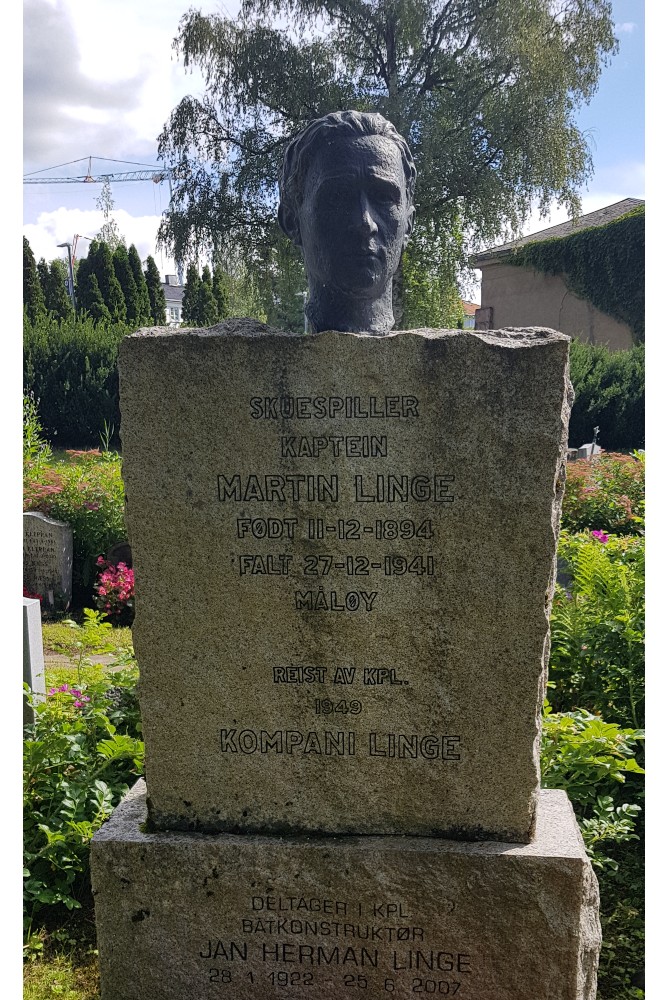 SKUESPILLER
KAPTEIN
MARTIN LINGE
FØDT 11-12-1894
FALT 27-12-1941
MÅLØY
REIST AV KPL.
1949
KOMPANI LINGE
DELTAGER I KPL
BÅTKONSTRUKTØR
JAN HERMAN LINGE
28 1 1922 - 25 6 2007